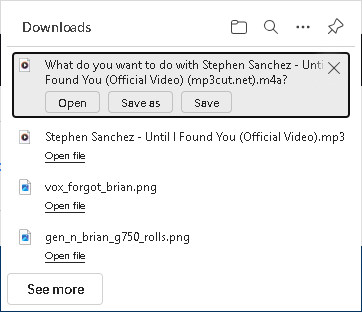 Downloads
What do you want to do with Stephen Sanchez - Until I
Found You (Official Video) (mp3cut.net).m4a?
Open Save as Save
Stephen Sanchez - Until I Found You (Official Video).mp3
Open file
vox_forgot_brian.png
Open file
gen_n_brian_g750_rolls.png
Open file
See more